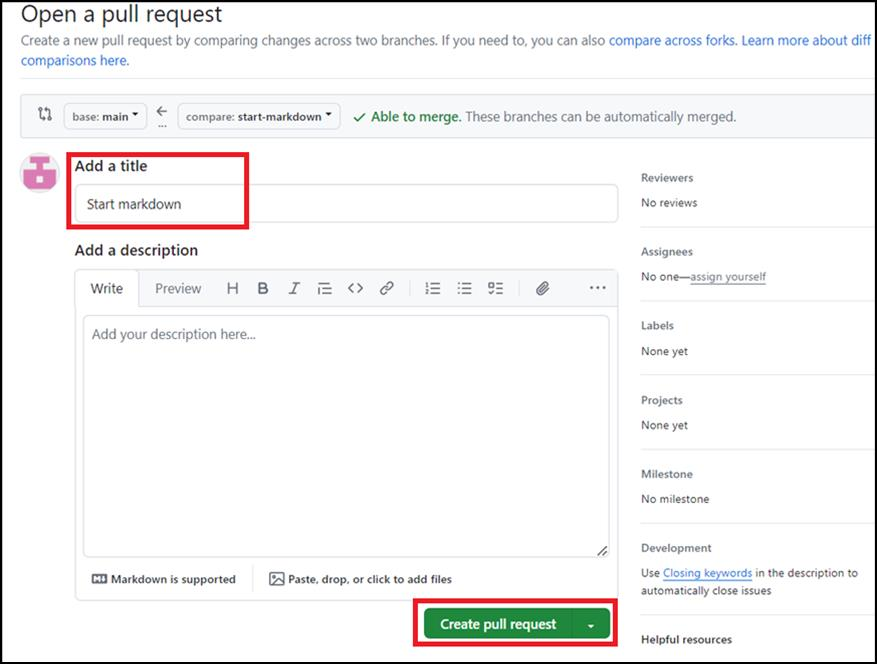 Open a pull request
Create a new pull request by comparing changes across two branches. If you need to, you can also compare across forks. Learn more about diff
comparisons here.
base: main
...
compare: start-markdown
Able to merge. These branches can be automatically merged.
Add a title
Start markdown
Add a description
Write
Preview
H B I
Add your description here...
Markdown is supported
Paste, drop, or click to add files
Create pull request
Reviewers
No reviews
Assignees
No one—assign yourself
Labels
None yet
Projects
None yet
Milestone
No milestone
Development
Use Closing keywords in the description to
automatically close issues
Helpful resources